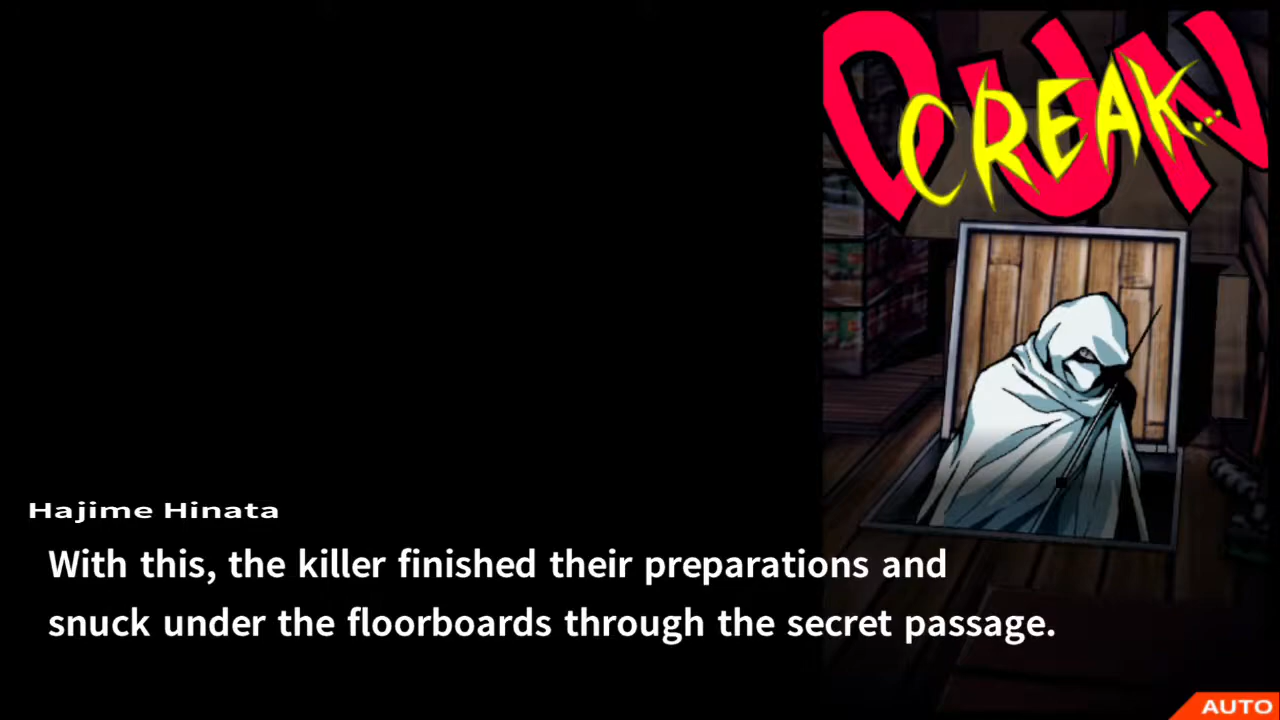 DUN
CREAK...
Hajime Hinata
With this, the killer finished their preparations and
snuck under the floorboards through the secret passage.
AUTO